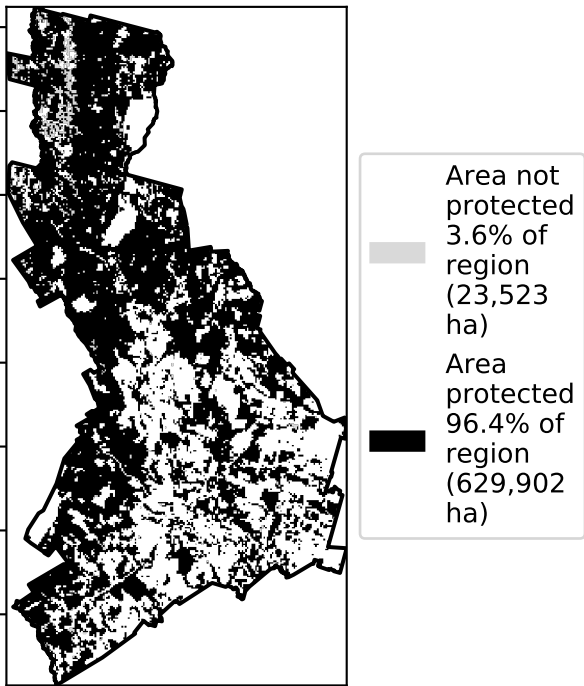 Area not
protected
3.6% of
region
(23,523
ha)
Area
protected
96.4% of
region
(629,902
ha)